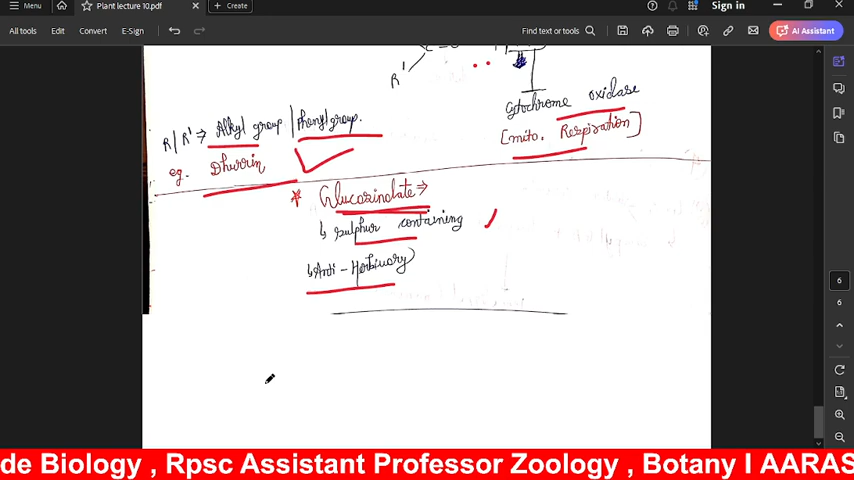 Menu
Plant lecture 10.pdf
+ Create
Sign in
All tools
Edit
Convert
E-Sign
Find text or tools
AI Assistant
R'
Cytochrome oxidase
[mito. Respiration]
R/R' ⇒ Alkyl group / Phenyl group.
eg. Dhurrin
* Glucosinolate ⇒
↳ sulphur containing
↳ Anti-Herbivary
6
6
de Biology , Rpsc Assistant Professor Zoology , Botany I AARAS